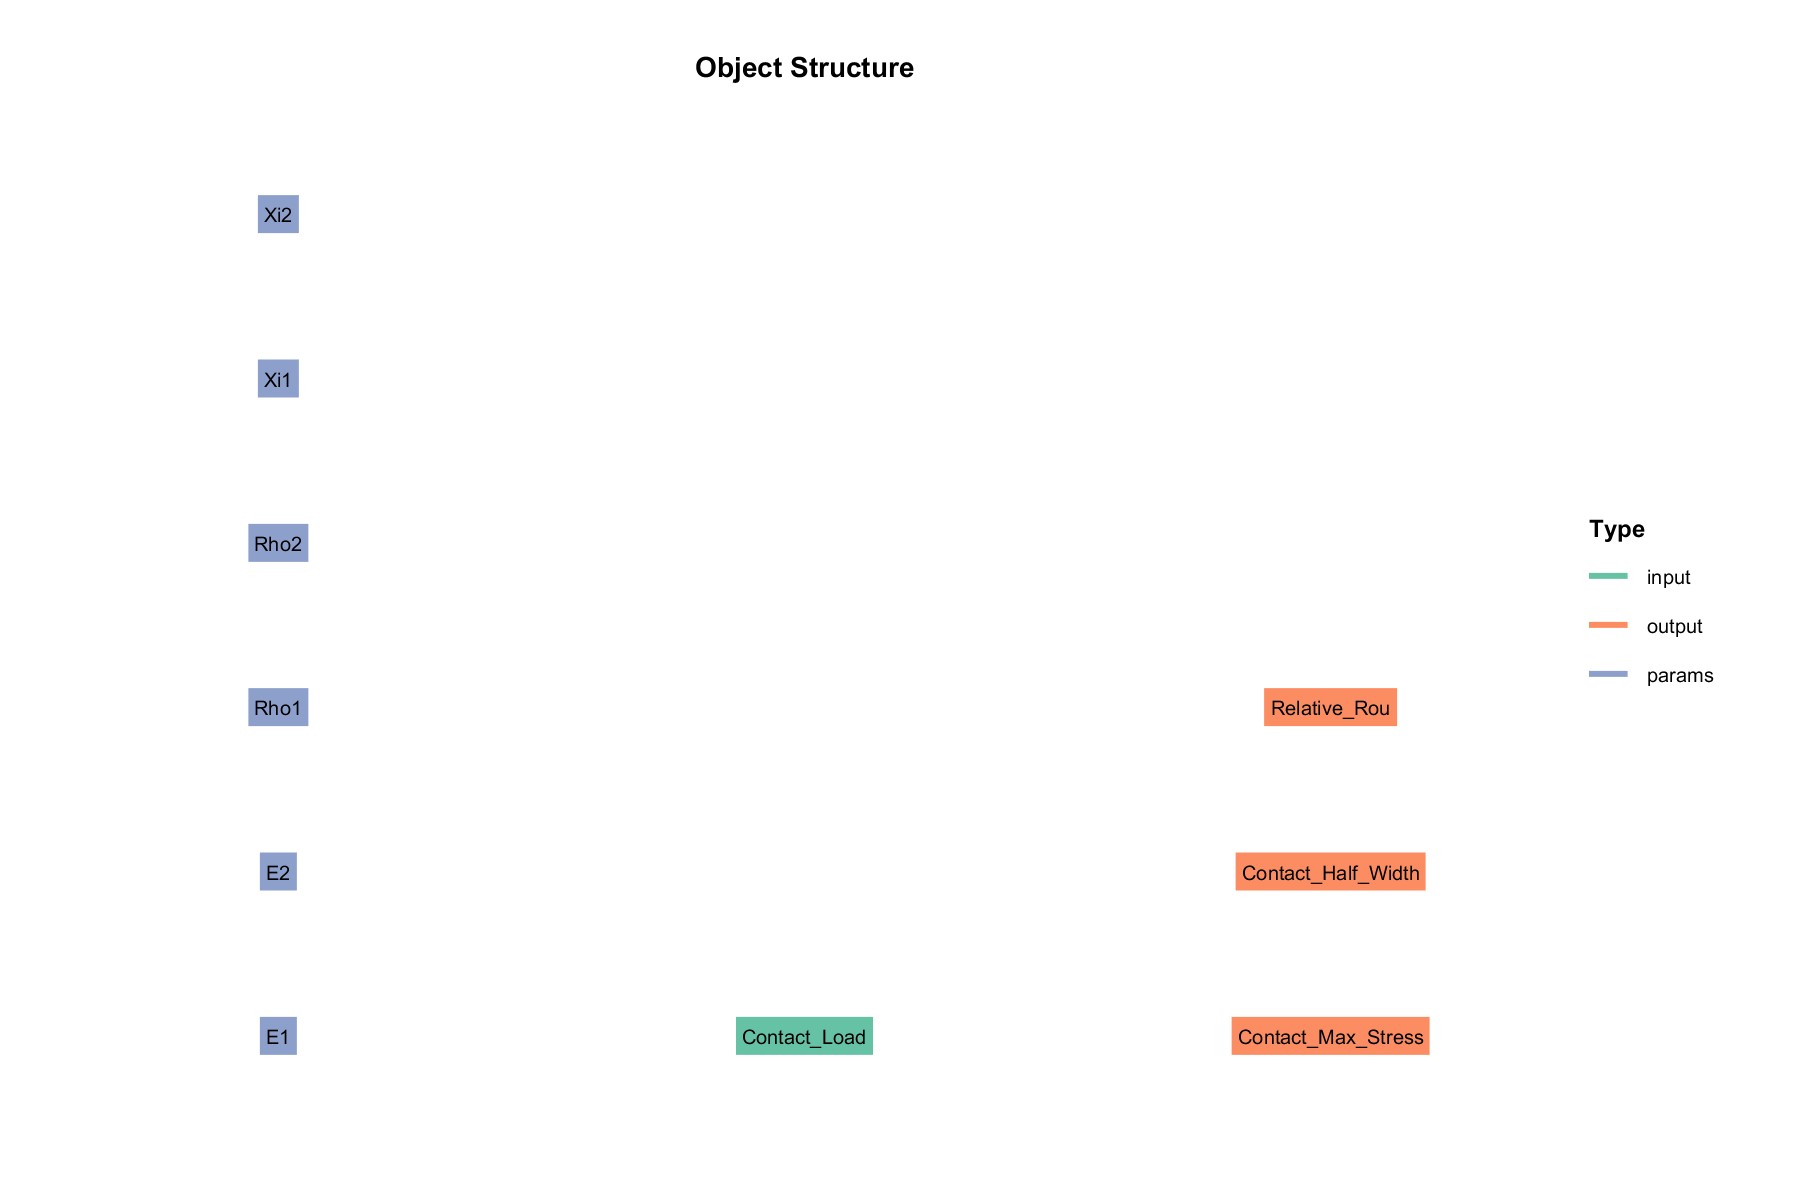 Object Structure
Xi2
Xi1
Rho2
Rho1
Relative_Rou
E2
Contact_Half_Width
E1
Contact_Load
Contact_Max_Stress
Type
input
output
params